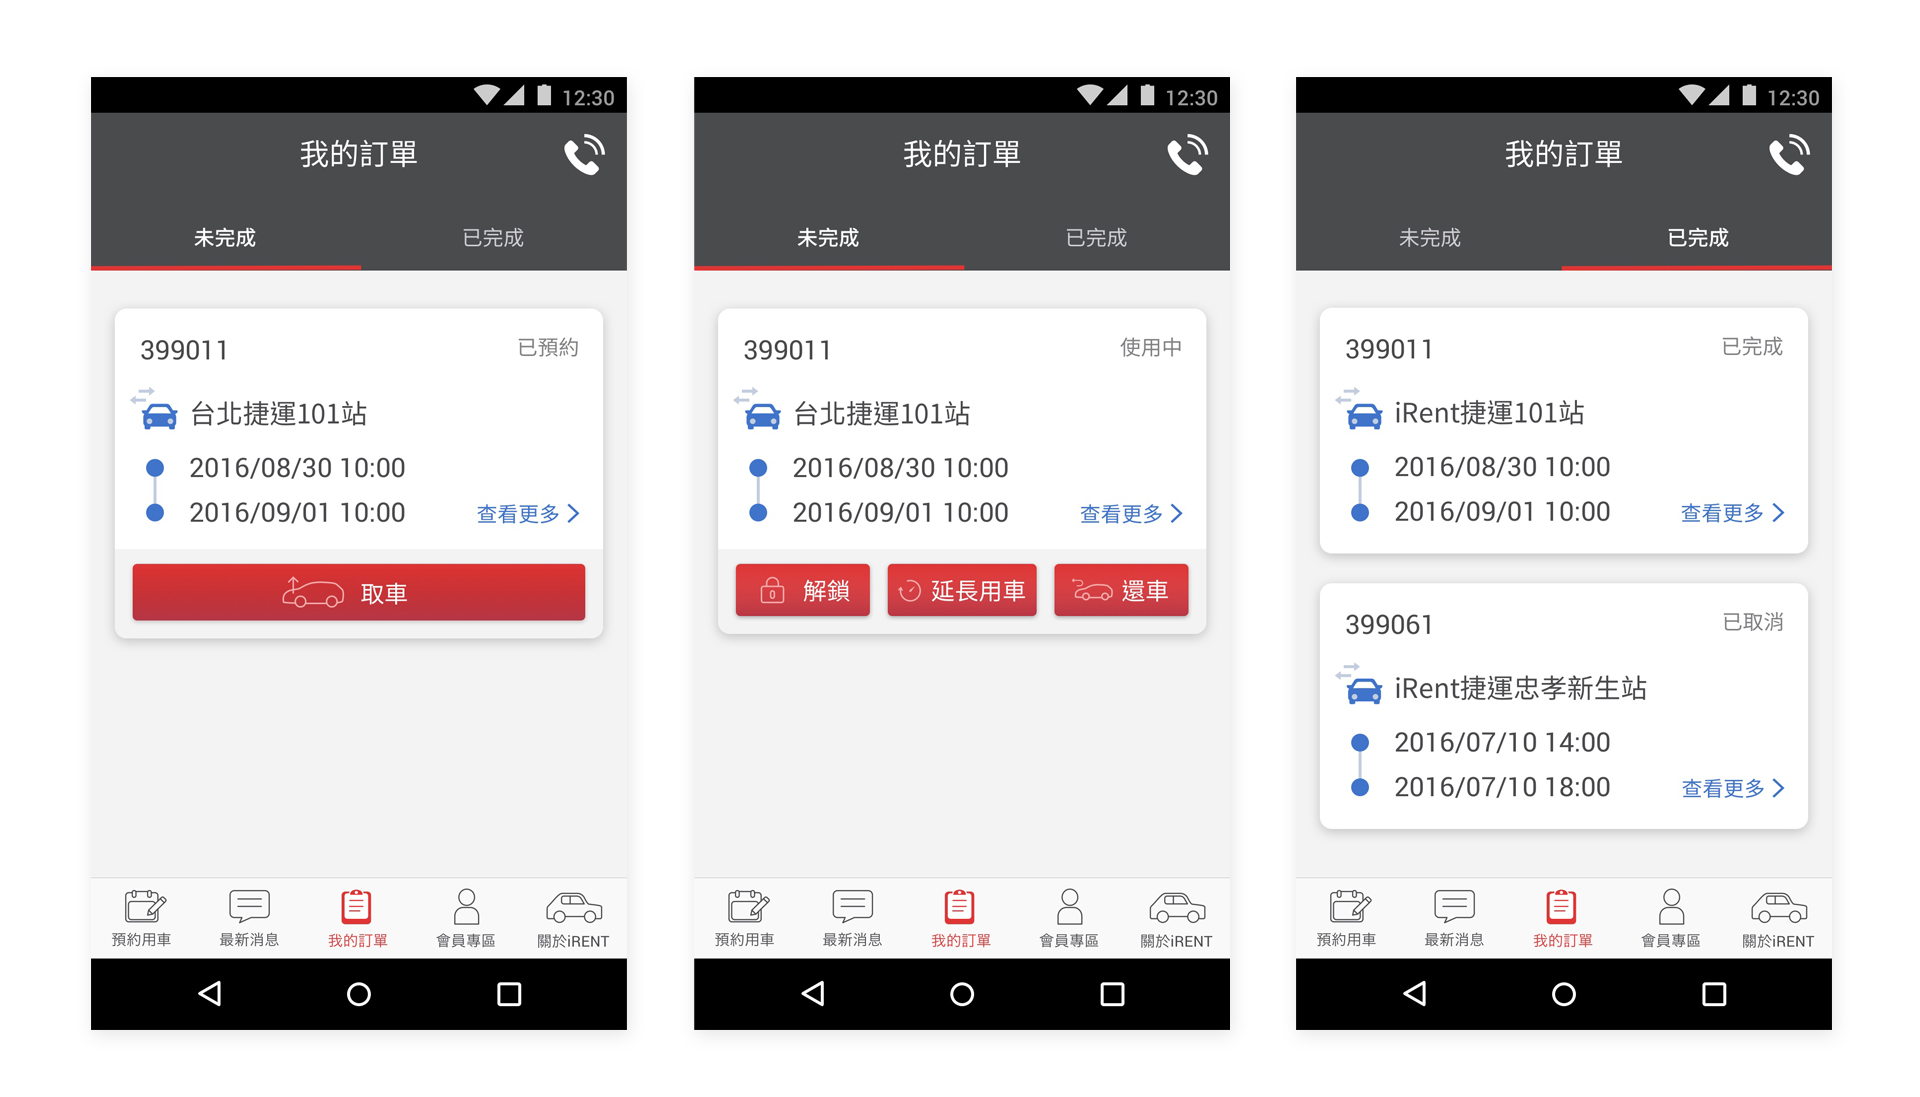 12:30
我的訂單
未完成 已完成
399011 已預約
台北捷運101站
2016/08/30 10:00
2016/09/01 10:00 查看更多
取車
預約用車 最新消息 我的訂單 會員專區 關於iRENT
12:30
我的訂單
未完成 已完成
399011 使用中
台北捷運101站
2016/08/30 10:00
2016/09/01 10:00 查看更多
解鎖 延長用車 還車
預約用車 最新消息 我的訂單 會員專區 關於iRENT
12:30
我的訂單
未完成 已完成
399011 已完成
iRent捷運101站
2016/08/30 10:00
2016/09/01 10:00 查看更多
399061 已取消
iRent捷運忠孝新生站
2016/07/10 14:00
2016/07/10 18:00 查看更多
預約用車 最新消息 我的訂單 會員專區 關於iRENT